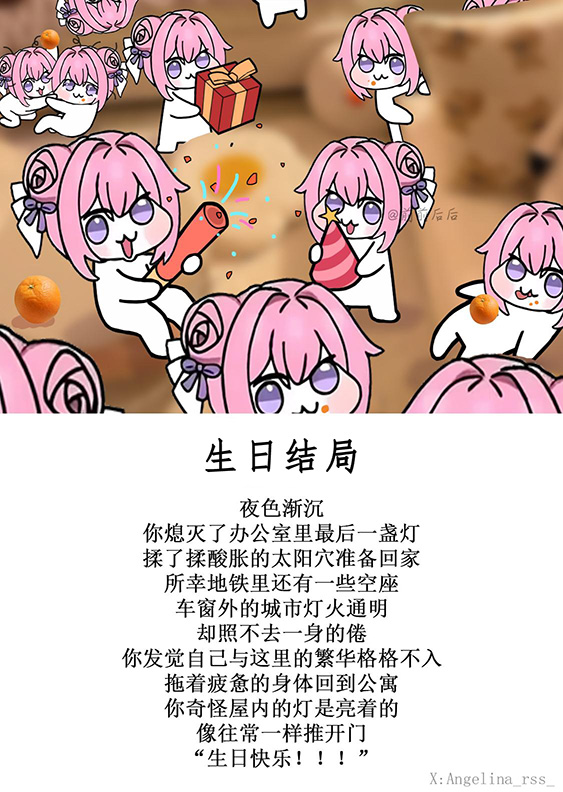 生日结局
夜色渐沉
你熄灭了办公室里最后一盏灯
揉了揉酸胀的太阳穴准备回家
所幸地铁里还有一些空座
车窗外的城市灯火通明
却照不去一身的倦
你发觉自己与这里的繁华格格不入
拖着疲惫的身体回到公寓
你奇怪屋内的灯是亮着的
像往常一样推开门
“生日快乐！！！”
X:Angelina_rss_